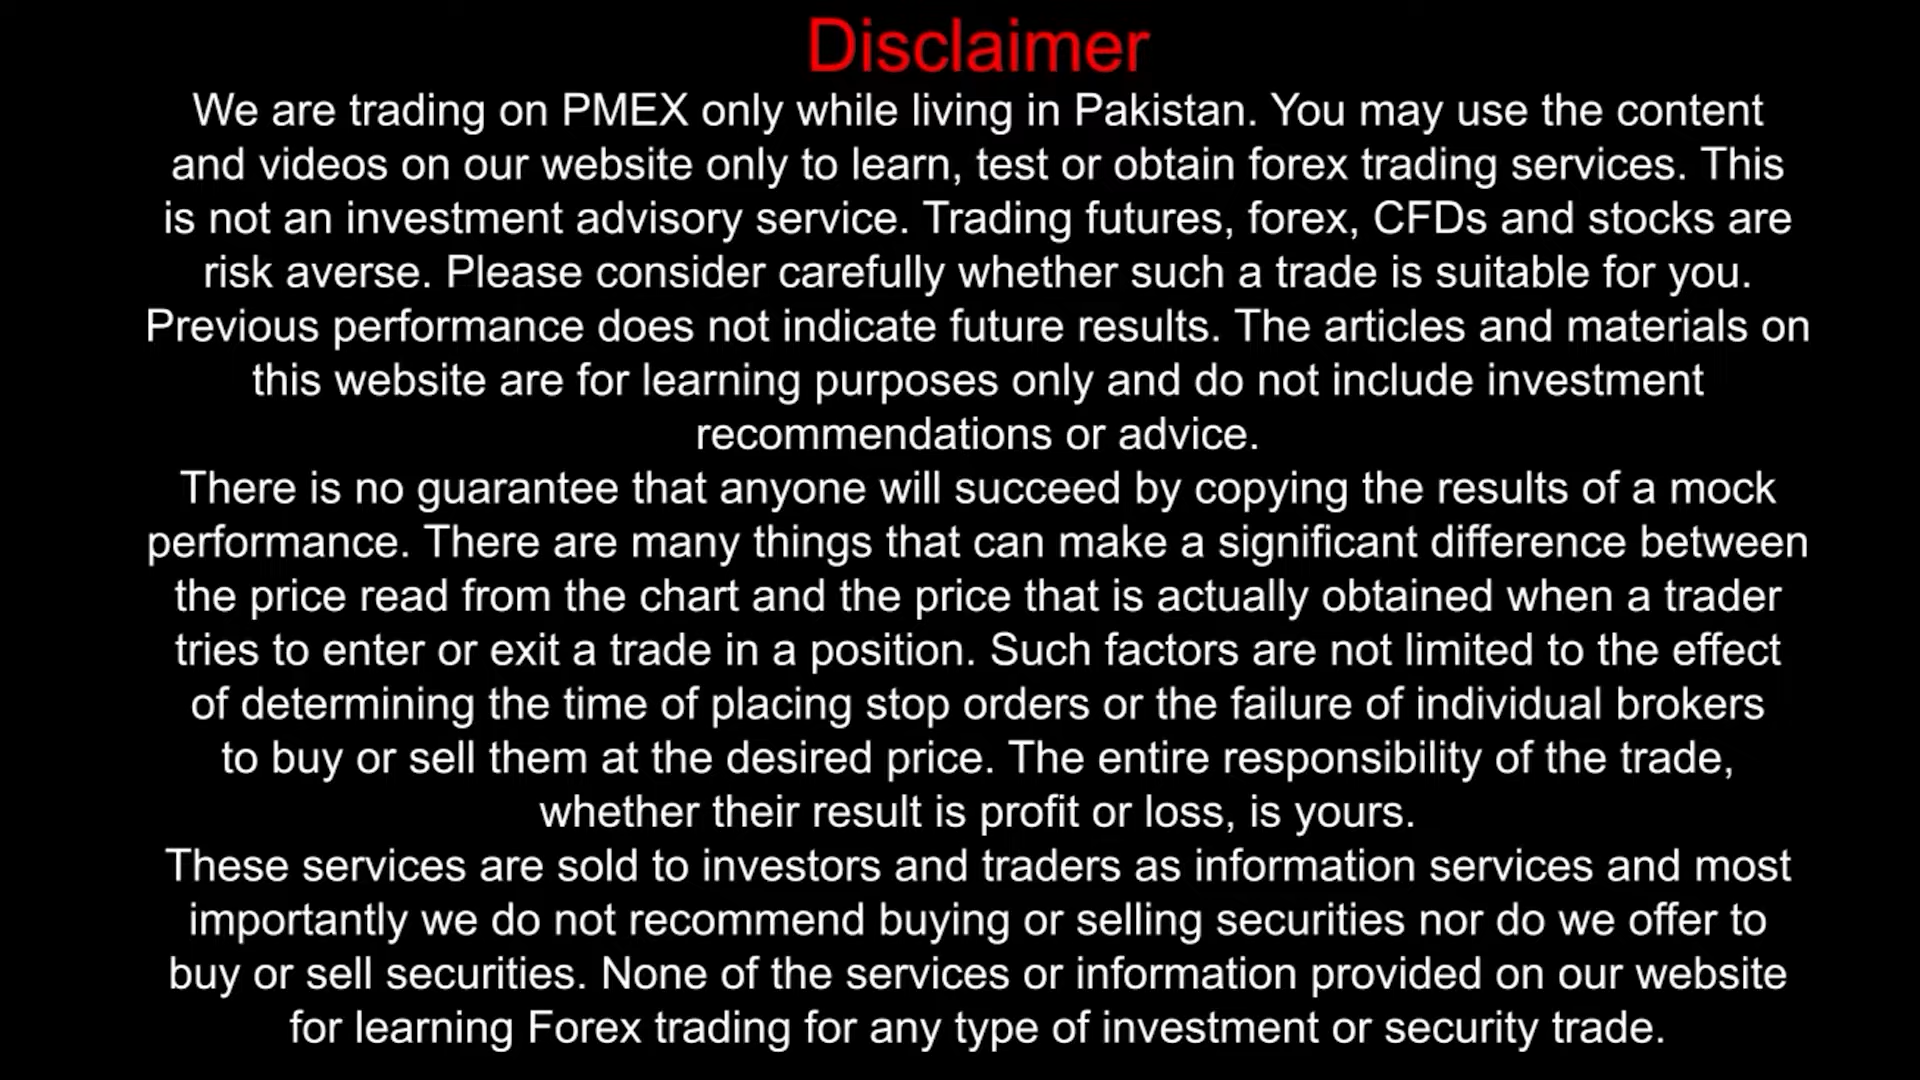 Disclaimer
We are trading on PMEX only while living in Pakistan. You may use the content
and videos on our website only to learn, test or obtain forex trading services. This
is not an investment advisory service. Trading futures, forex, CFDs and stocks are
risk averse. Please consider carefully whether such a trade is suitable for you.
Previous performance does not indicate future results. The articles and materials on
this website are for learning purposes only and do not include investment
recommendations or advice.
There is no guarantee that anyone will succeed by copying the results of a mock
performance. There are many things that can make a significant difference between
the price read from the chart and the price that is actually obtained when a trader
tries to enter or exit a trade in a position. Such factors are not limited to the effect
of determining the time of placing stop orders or the failure of individual brokers
to buy or sell them at the desired price. The entire responsibility of the trade,
whether their result is profit or loss, is yours.
These services are sold to investors and traders as information services and most
importantly we do not recommend buying or selling securities nor do we offer to
buy or sell securities. None of the services or information provided on our website
for learning Forex trading for any type of investment or security trade.